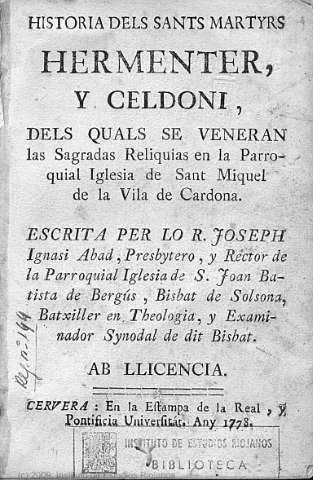 HISTORIA DELS SANTS MARTYRS
HERMENTER,
Y CELDONI,
DELS QUALS SE VENERAN
las Sagradas Reliquias en la Parro-
quial Iglesia de Sant Miquel
de la Vila de Cardona.
ESCRITA PER LO R. JOSEPH
Ignasi Abad, Presbytero, y Rector de
la Parroquial Iglesia de S. Joan Ba-
tista de Bergús, Bisbat de Solsona,
Batxiller en Theologia, y Exami-
nador Synodal de dit Bisbat.
AB LLICENCIA.
CERVERA: En la Estampa de la Real, y
Pontificia Universitat, Any 1778.
INSTITUTO DE ESTUDIOS RIOJANOS
BIBLIOTECA
Reg. nº 199